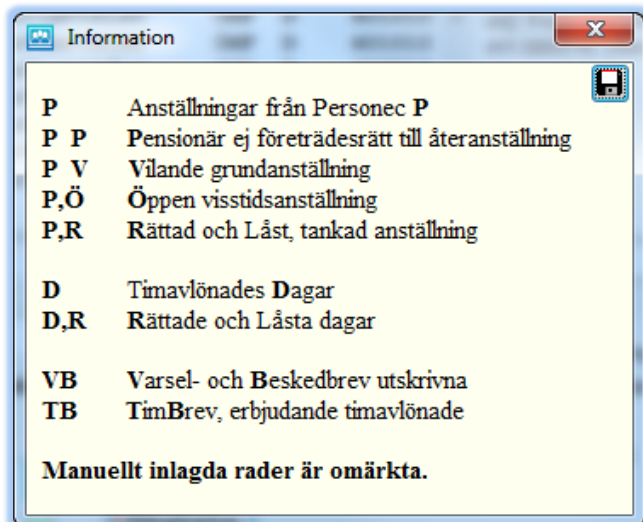 Information
P Anställningar från Personec P
P P Pensionär ej företrädesrätt till återanställning
P V Vilande grundanställning
P,Ö Öppen visstidsanställning
P,R Rättad och Låst, tankad anställning
D Timavlönades Dagar
D,R Rättade och Låsta dagar
VB Varsel- och Beskedbrev utskrivna
TB TimBrev, erbjudande timavlönade
Manuellt inlagda rader är omärkta.